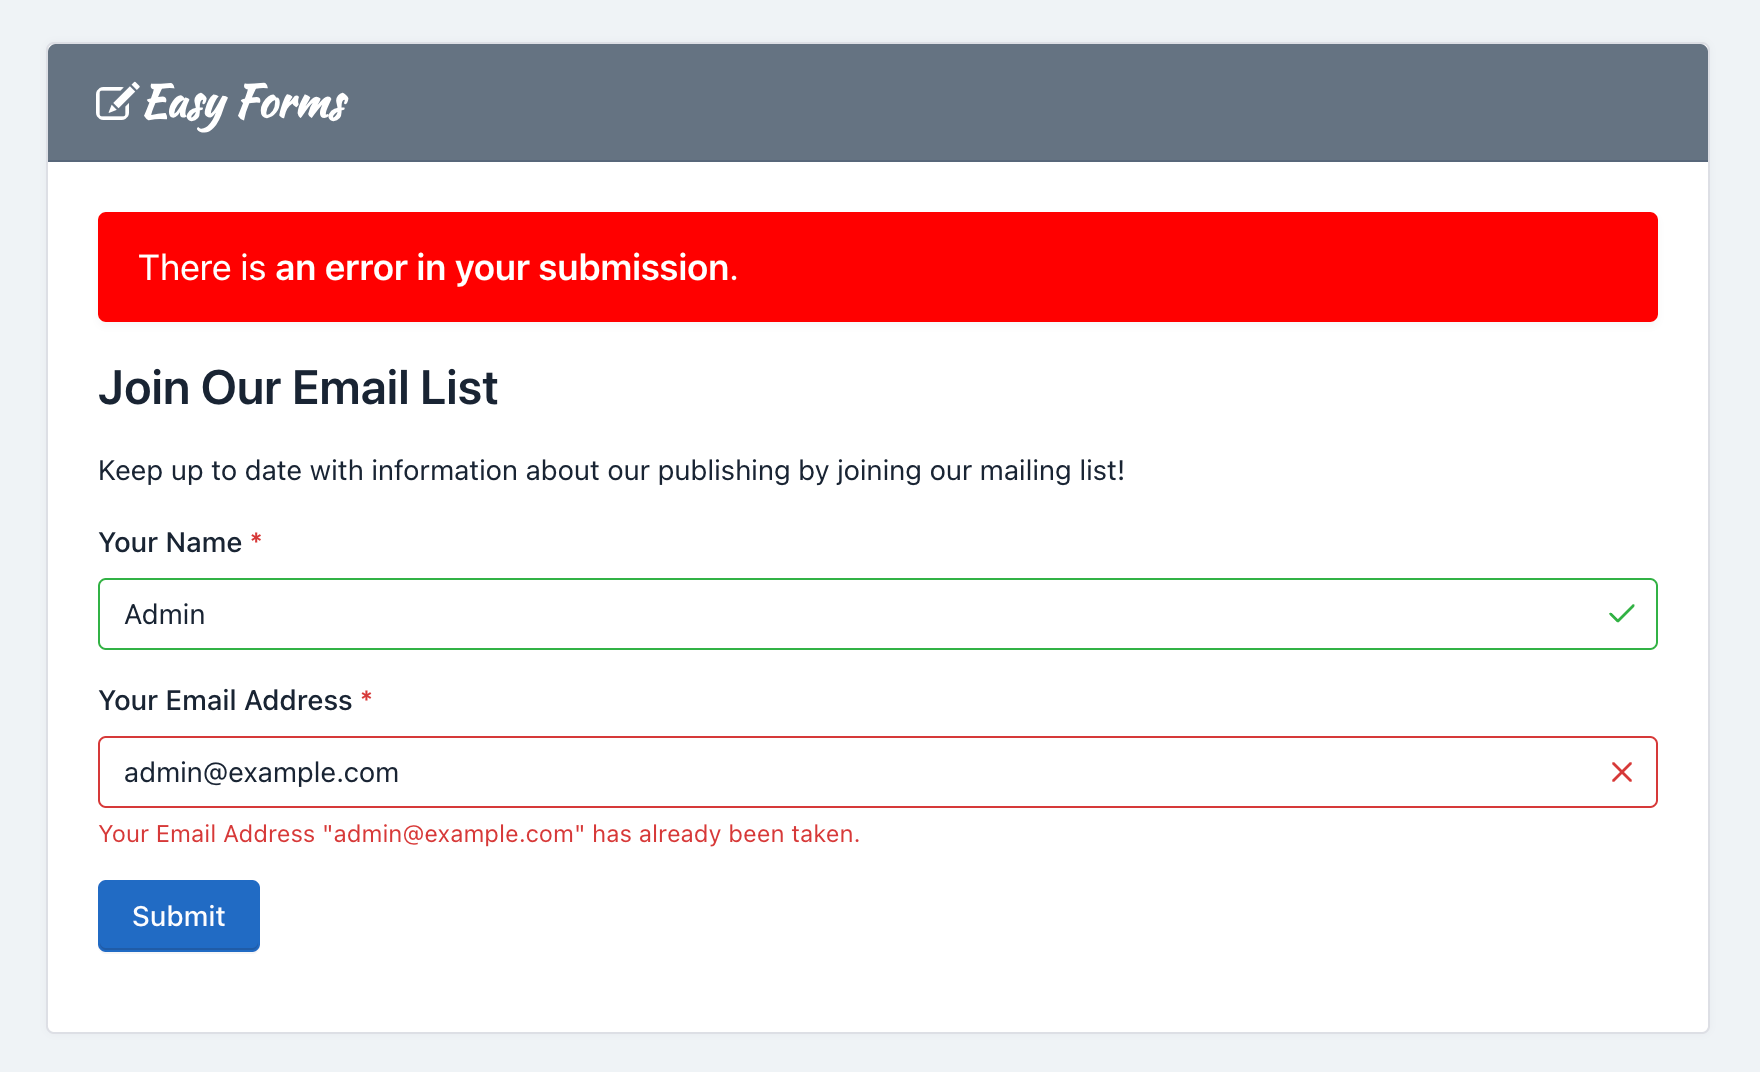 Easy Forms
There is an error in your submission.
Join Our Email List
Keep up to date with information about our publishing by joining our mailing list!
Your Name *
Admin
Your Email Address *
admin@example.com
Your Email Address "admin@example.com" has already been taken.
Submit